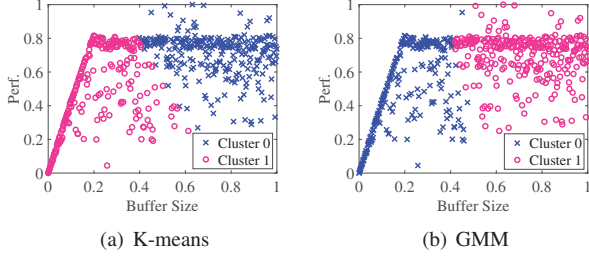 1
0.8
0.6
0.4
0.2
0
Perf.
Cluster 0
Cluster 1
0 0.2 0.4 0.6 0.8 1
Buffer Size
(a) K-means
1
0.8
0.6
0.4
0.2
0
Perf.
Cluster 0
Cluster 1
0 0.2 0.4 0.6 0.8 1
Buffer Size
(b) GMM